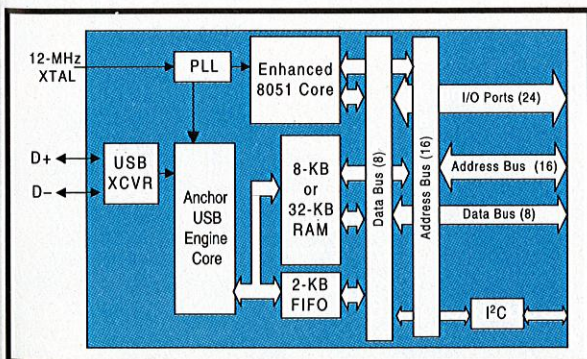 12-MHz
XTAL
PLL
Enhanced
8051 Core
D+
D–
USB
XCVR
Anchor
USB
Engine
Core
8-KB
or
32-KB
RAM
2-KB
FIFO
Data Bus (8)
Address Bus (16)
I/O Ports (24)
Address Bus (16)
Data Bus (8)
I²C